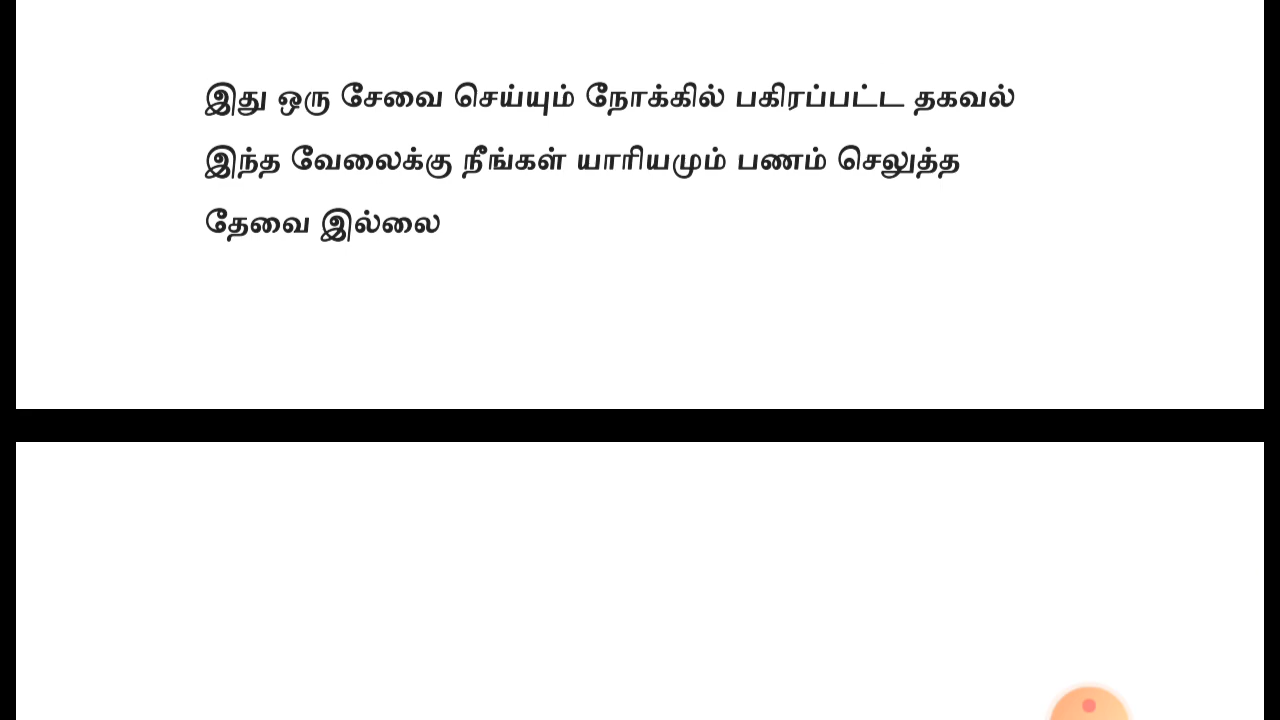 இது ஒரு சேவை செய்யும் நோக்கில் பகிரப்பட்ட தகவல்
இந்த வேலைக்கு நீங்கள் யாரியமும் பணம் செலுத்த
தேவை இல்லை